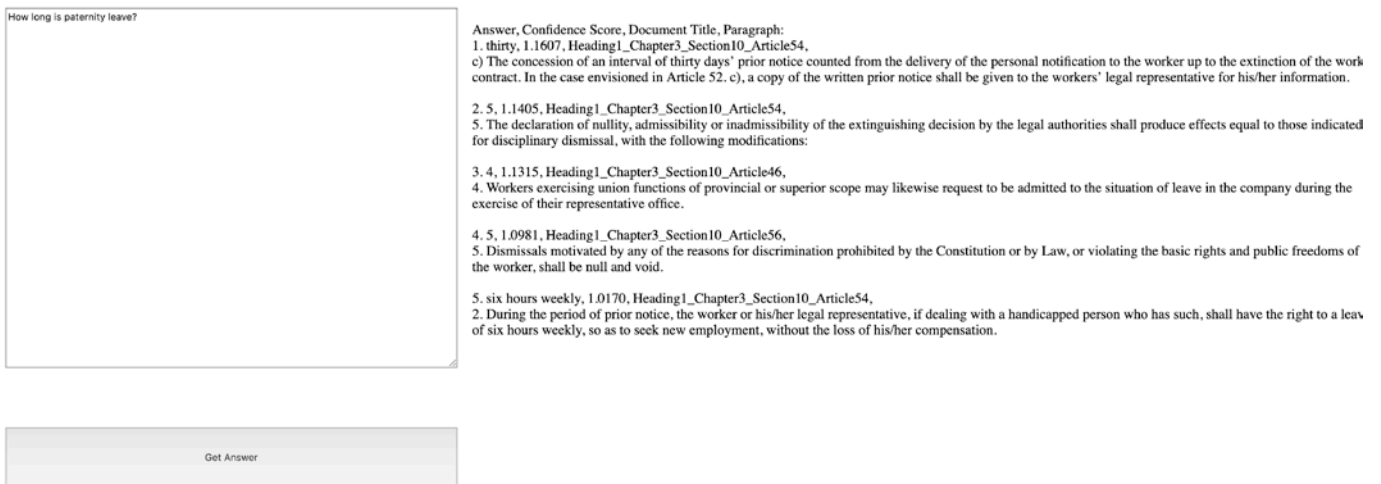 How long is paternity leave?
Answer, Confidence Score, Document Title, Paragraph:
1. thirty, 1.1607, Heading1_Chapter3_Section10_Article54,
c) The concession of an interval of thirty days' prior notice counted from the delivery of the personal notification to the worker up to the extinction of the work
contract. In the case envisioned in Article 52. c), a copy of the written prior notice shall be given to the workers' legal representative for his/her information.
2. 5, 1.1405, Heading1_Chapter3_Section10_Article54,
5. The declaration of nullity, admissibility or inadmissibility of the extinguishing decision by the legal authorities shall produce effects equal to those indicated
for disciplinary dismissal, with the following modifications:
3. 4, 1.1315, Heading1_Chapter3_Section10_Article46,
4. Workers exercising union functions of provincial or superior scope may likewise request to be admitted to the situation of leave in the company during the
exercise of their representative office.
4. 5, 1.0981, Heading1_Chapter3_Section10_Article56,
5. Dismissals motivated by any of the reasons for discrimination prohibited by the Constitution or by Law, or violating the basic rights and public freedoms of
the worker, shall be null and void.
5. six hours weekly, 1.0170, Heading1_Chapter3_Section10_Article54,
2. During the period of prior notice, the worker or his/her legal representative, if dealing with a handicapped person who has such, shall have the right to a leav
of six hours weekly, so as to seek new employment, without the loss of his/her compensation.
Get Answer